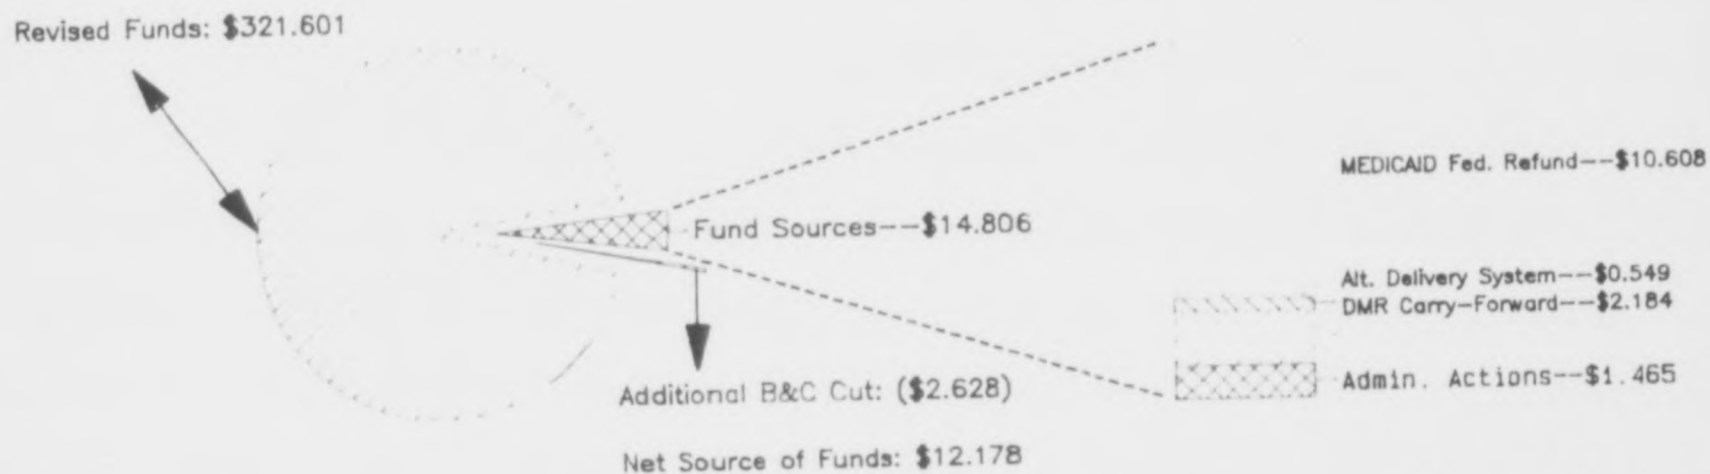 Revised Funds: $321.601
MEDICAID Fed. Refund--$10.608
Fund Sources--$14.806
Alt. Delivery System--$0.549
DMR Carry-Forward--$2.184
Admin. Actions--$1.465
Additional B&C Cut: ($2.628)
Net Source of Funds: $12.178